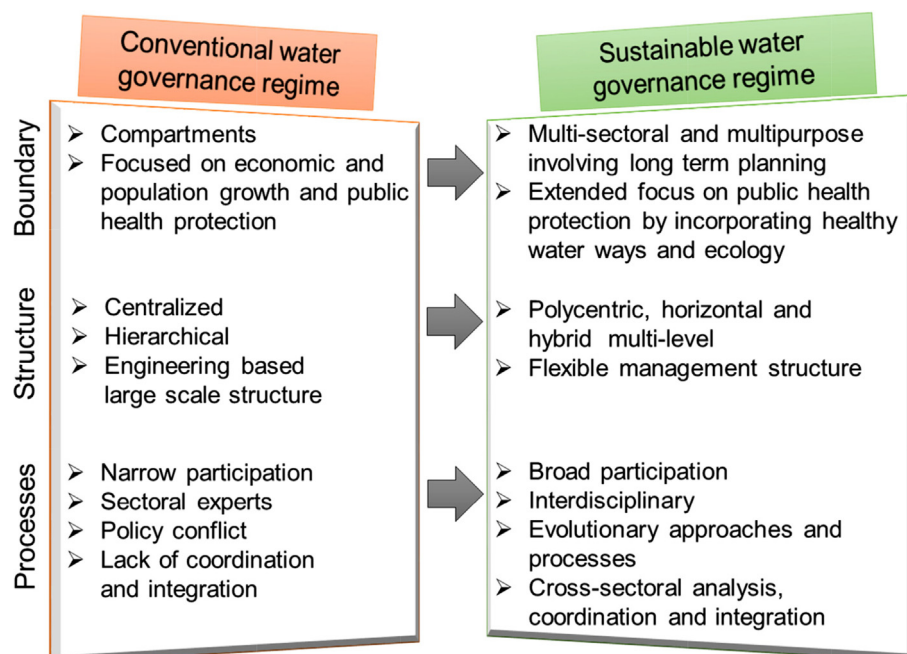 Conventional water
governance regime
Sustainable water
governance regime
Boundary
➢ Compartments
➢ Focused on economic and
population growth and public
health protection
➢ Multi-sectoral and multipurpose
involving long term planning
➢ Extended focus on public health
protection by incorporating healthy
water ways and ecology
Structure
➢ Centralized
➢ Hierarchical
➢ Engineering based
large scale structure
➢ Polycentric, horizontal and
hybrid multi-level
➢ Flexible management structure
Processes
➢ Narrow participation
➢ Sectoral experts
➢ Policy conflict
➢ Lack of coordination
and integration
➢ Broad participation
➢ Interdisciplinary
➢ Evolutionary approaches and
processes
➢ Cross-sectoral analysis,
coordination and integration